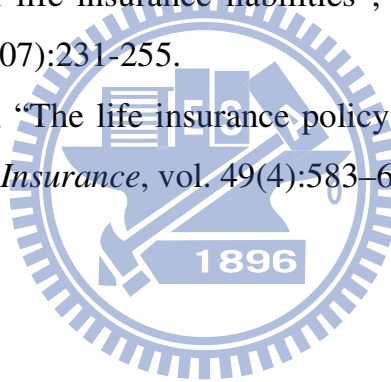 life insurance liabilities",
07):231-255.
"The life insurance policy
Insurance, vol. 49(4):583–6
E S
1896